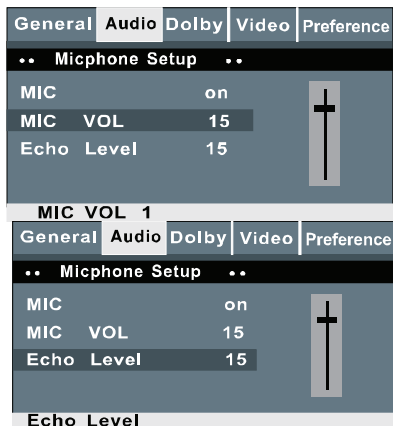 General Audio Dolby Video Preference
.. Micphone Setup ..
MIC on
MIC VOL 15
Echo Level 15
MIC VOL 1
General Audio Dolby Video Preference
.. Micphone Setup ..
MIC on
MIC VOL 15
Echo Level 15
Echo Level